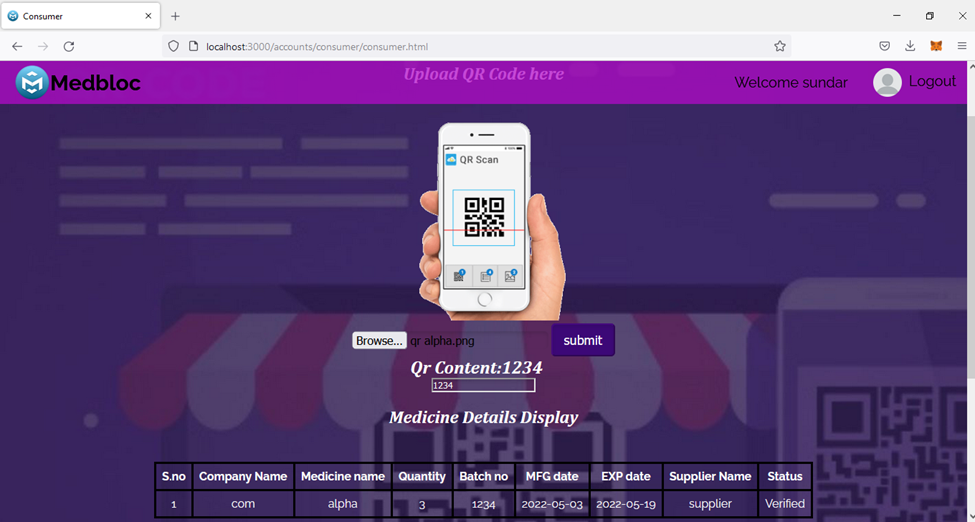 Consumer
localhost:3000/accounts/consumer/consumer.html
Medbloc
Upload QR Code here
Welcome sundar
Logout
QR Scan
Browse... qr alpha.png
submit
Qr Content:1234
1234
Medicine Details Display
S.no Company Name Medicine name Quantity Batch no MFG date EXP date Supplier Name Status
1 com alpha 3 1234 2022-05-03 2022-05-19 supplier Verified